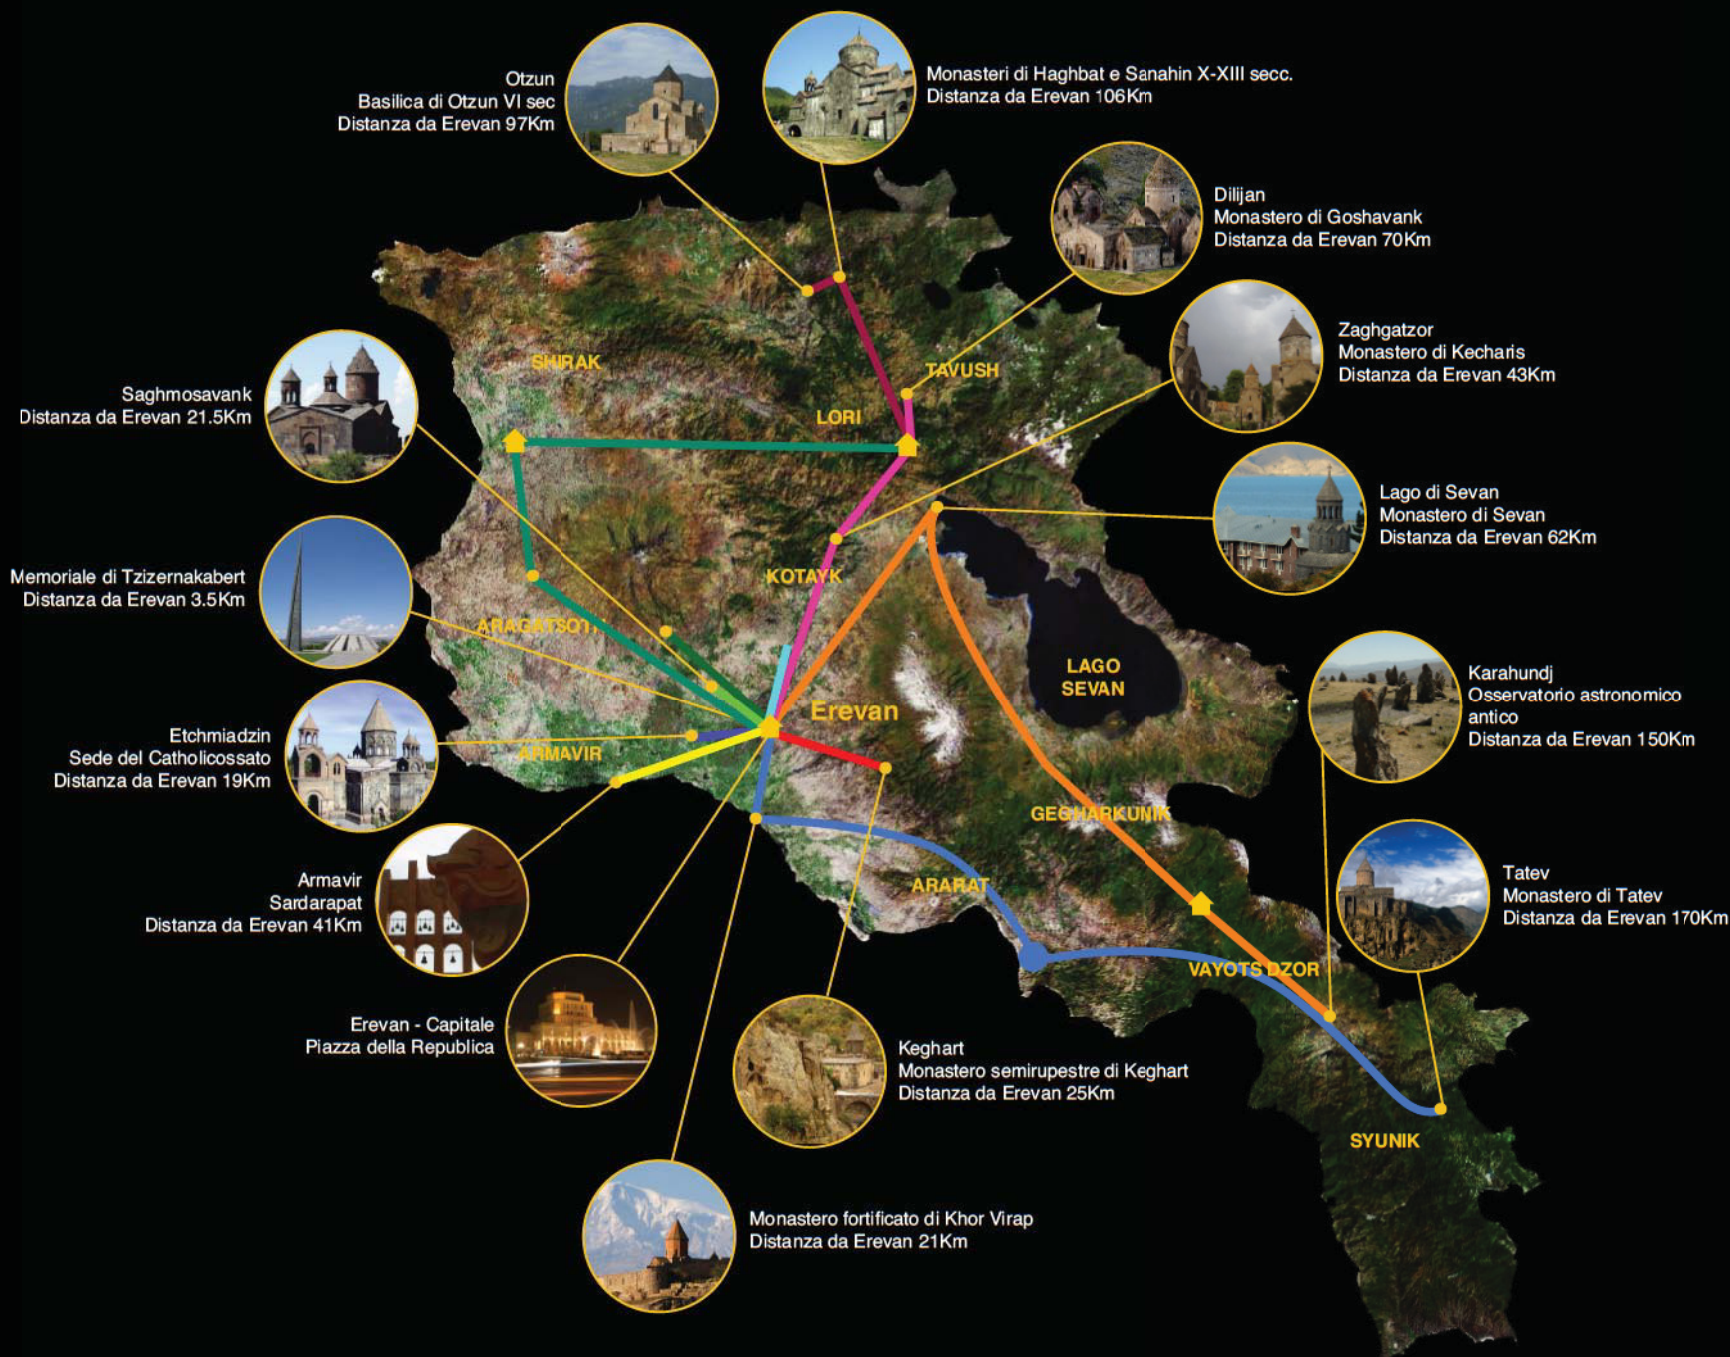 Otzun
Basilica di Otzun VI sec
Distanza da Erevan 97Km
Monasteri di Haghbat e Sanahin X-XIII secc.
Distanza da Erevan 106Km
Dilijan
Monastero di Goshavank
Distanza da Erevan 70Km
Zaghgatzor
Monastero di Kecharis
Distanza da Erevan 43Km
SHIRAK
TAVUSH
LORI
Saghmosavank
Distanza da Erevan 21.5Km
Lago di Sevan
Monastero di Sevan
Distanza da Erevan 62Km
Memoriale di Tzizernakabert
Distanza da Erevan 3.5Km
KOTAYK
ARAGATSOTN
LAGO
SEVAN
Erevan
Karahundj
Osservatorio astronomico
antico
Distanza da Erevan 150Km
Etchmiadzin
Sede del Catholicossato
Distanza da Erevan 19Km
ARMAVIR
GEGHARKUNIK
ARARAT
Armavir
Sardarapat
Distanza da Erevan 41Km
Tatev
Monastero di Tatev
Distanza da Erevan 170Km
VAYOTS DZOR
Erevan - Capitale
Piazza della Republica
Keghart
Monastero semirupestre di Keghart
Distanza da Erevan 25Km
SYUNIK
Monastero fortificato di Khor Virap
Distanza da Erevan 21Km